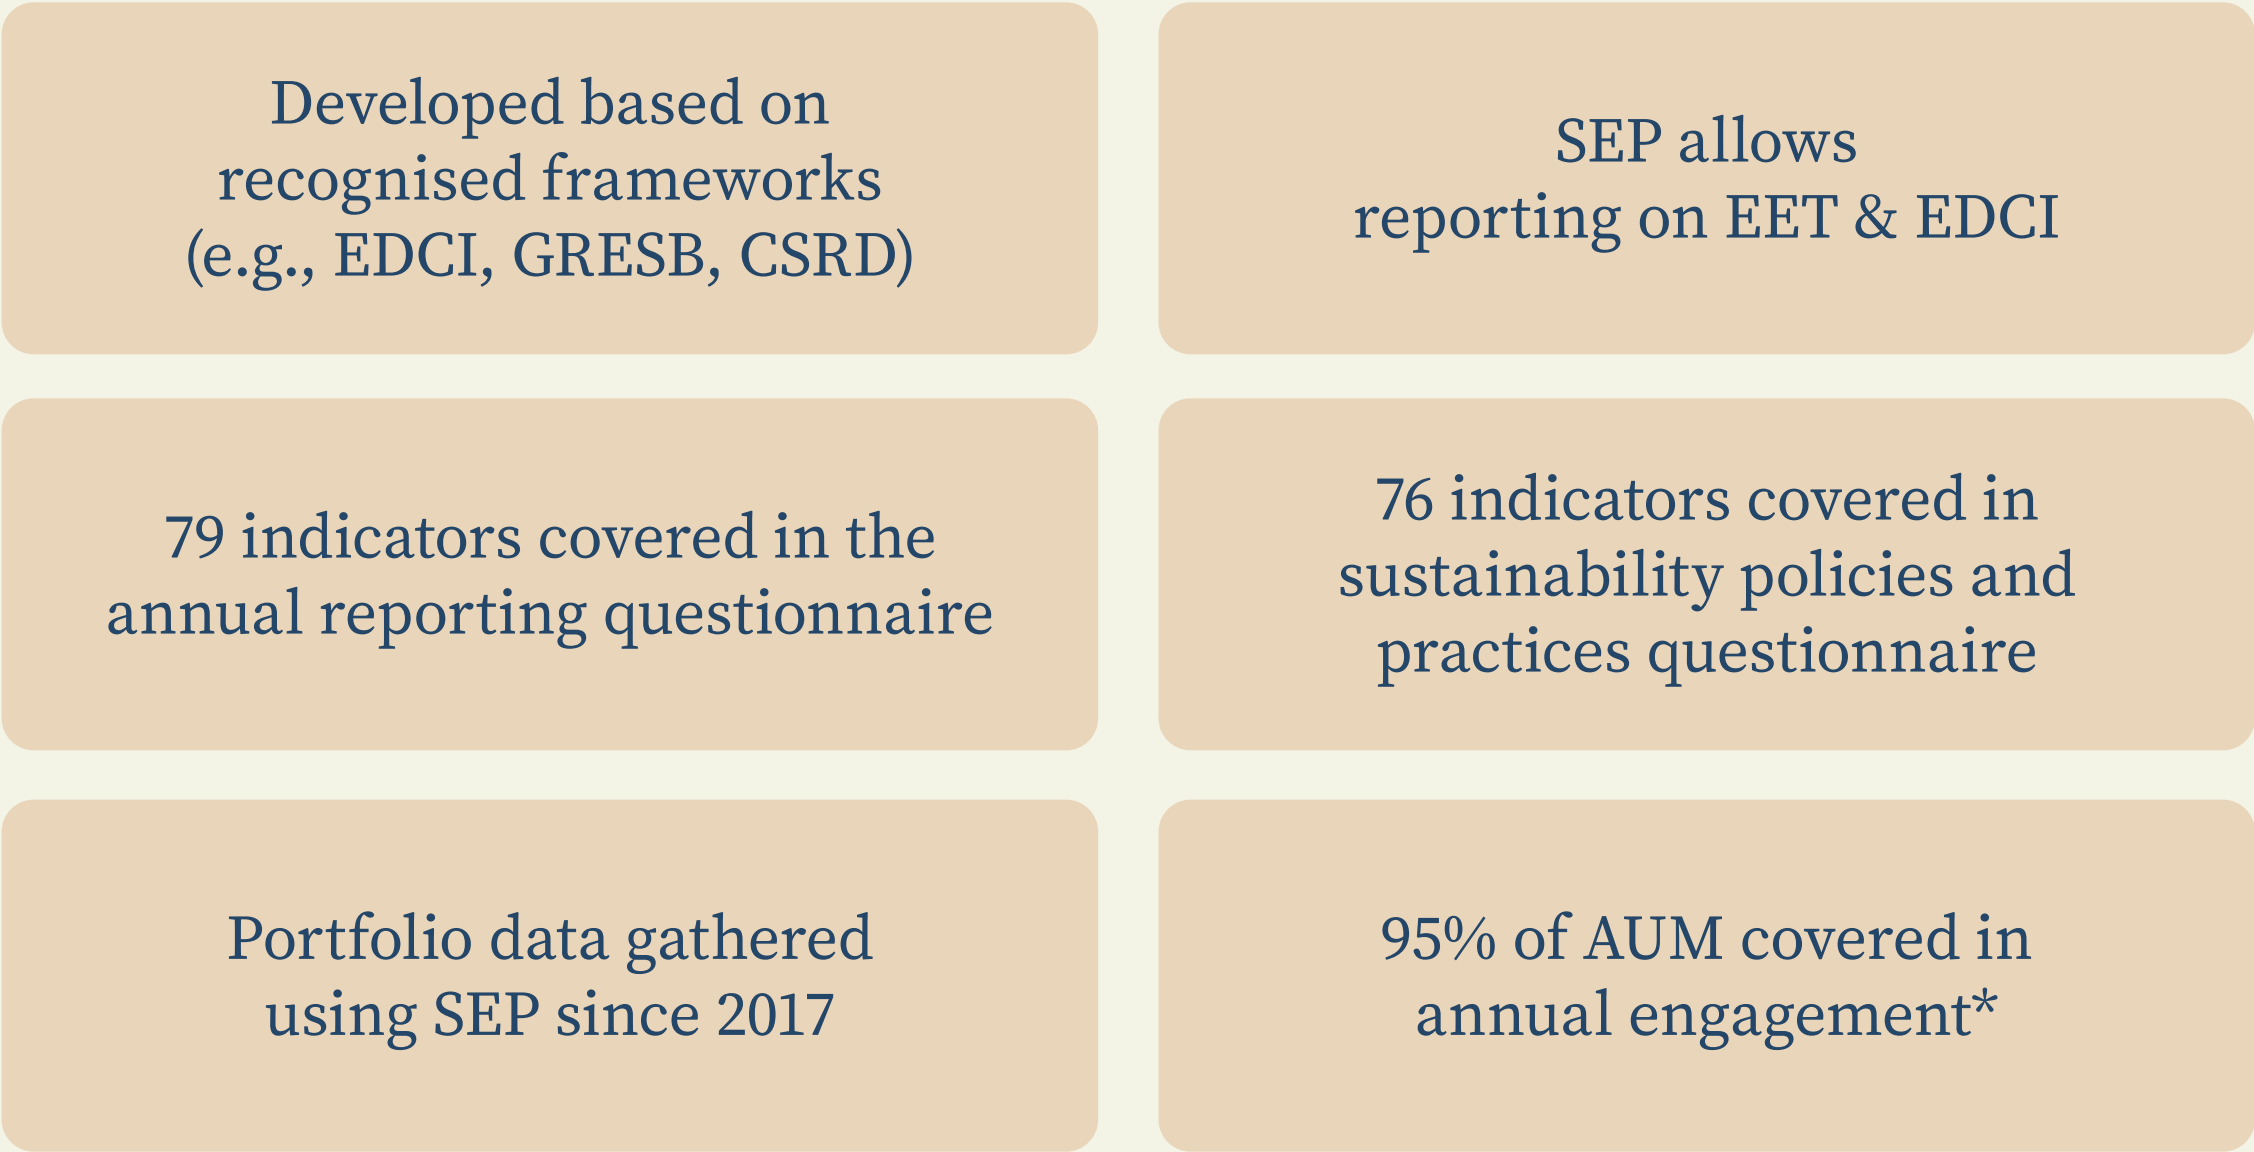 Developed based on
recognised frameworks
(e.g., EDCI, GRESB, CSRD)
SEP allows
reporting on EET & EDCI
79 indicators covered in the
annual reporting questionnaire
76 indicators covered in
sustainability policies and
practices questionnaire
Portfolio data gathered
using SEP since 2017
95% of AUM covered in
annual engagement*